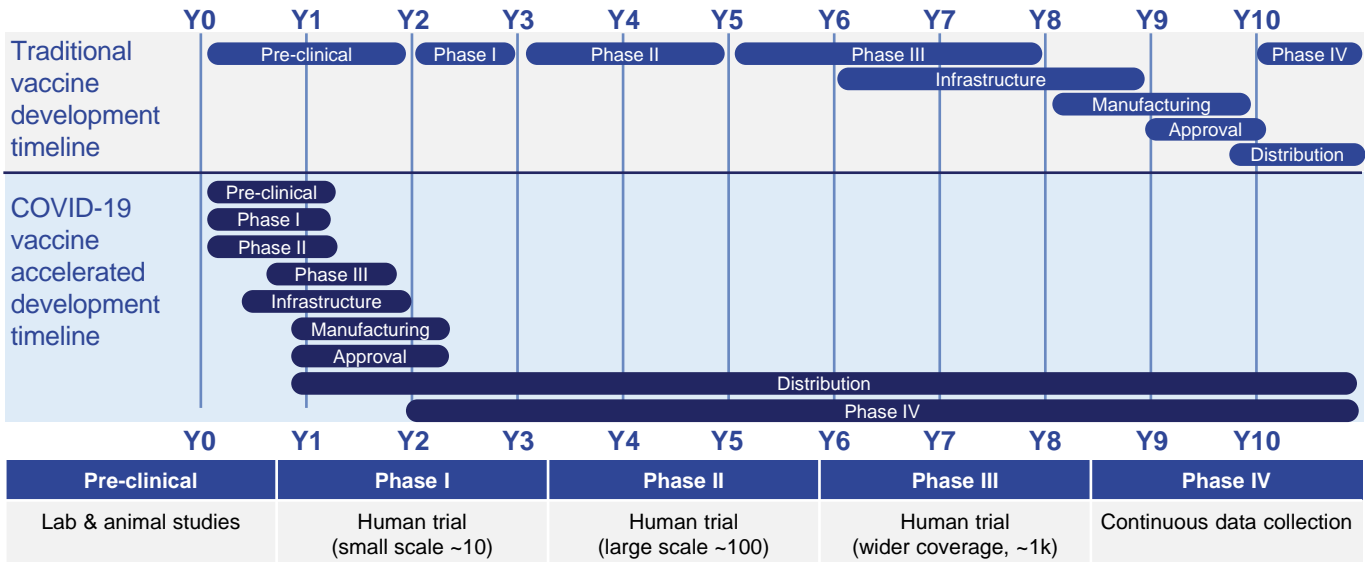 Y0 Y1 Y2 Y3 Y4 Y5 Y6 Y7 Y8 Y9 Y10
Traditional
vaccine
development
timeline
Pre-clinical Phase I Phase II Phase III Phase IV
Infrastructure
Manufacturing
Approval
Distribution
COVID-19
vaccine
accelerated
development
timeline
Pre-clinical
Phase I
Phase II
Phase III
Infrastructure
Manufacturing
Approval
Distribution
Phase IV
Y0 Y1 Y2 Y3 Y4 Y5 Y6 Y7 Y8 Y9 Y10
Pre-clinical Phase I Phase II Phase III Phase IV
Lab & animal studies Human trial Human trial Human trial Continuous data collection
(small scale ~10) (large scale ~100) (wider coverage, ~1k)